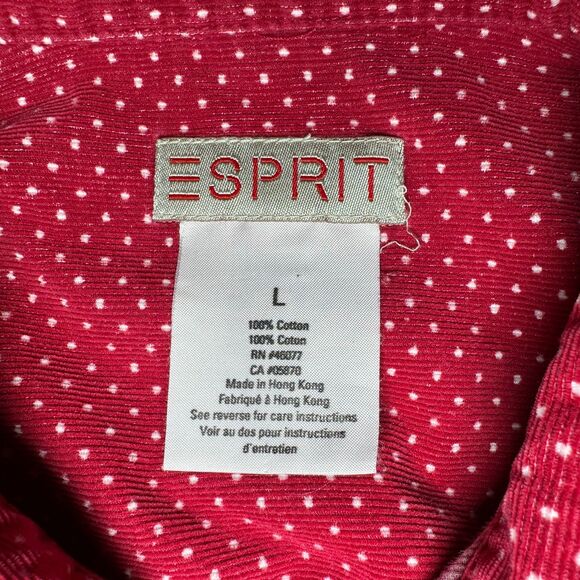 ESPRIT
L
100% Cotton
100% Coton
RN #46077
CA #05870
Made in Hong Kong
Fabriqué à Hong Kong
See reverse for care instructions
Voir au dos pour instructions
d'entretien